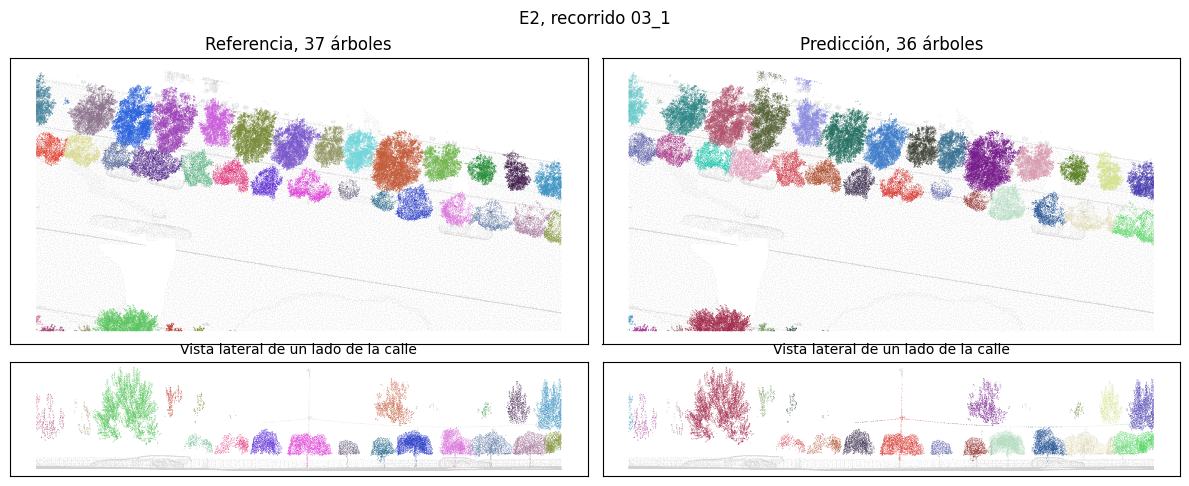 E2, recorrido 03_1
Referencia, 37 árboles
Predicción, 36 árboles
Vista lateral de un lado de la calle
Vista lateral de un lado de la calle